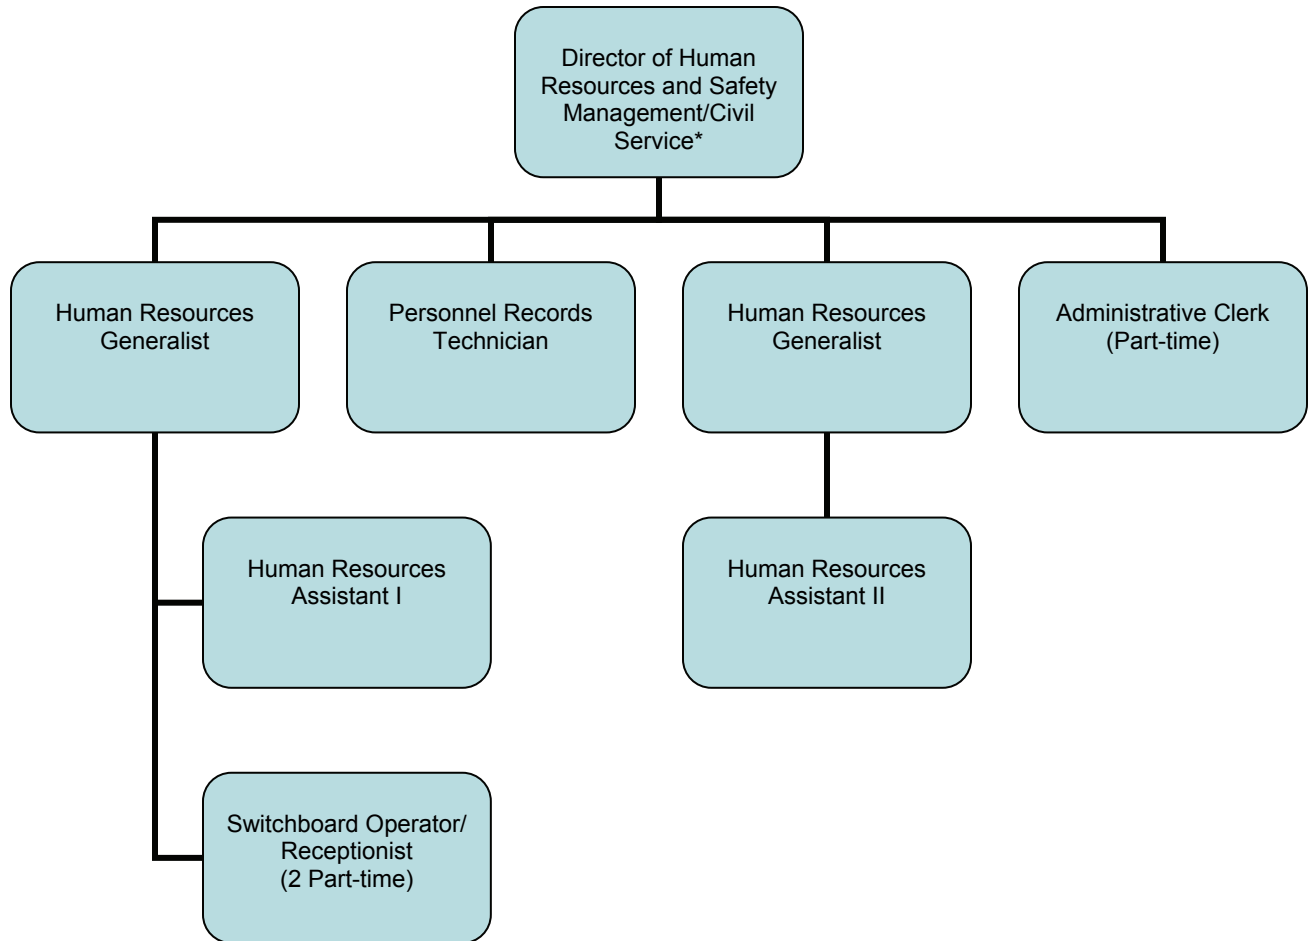 Director of Human
Resources and Safety
Management/Civil
Service*
Human Resources
Generalist
Personnel Records
Technician
Human Resources
Generalist
Administrative Clerk
(Part-time)
Human Resources
Assistant I
Human Resources
Assistant II
Switchboard Operator/
Receptionist
(2 Part-time)